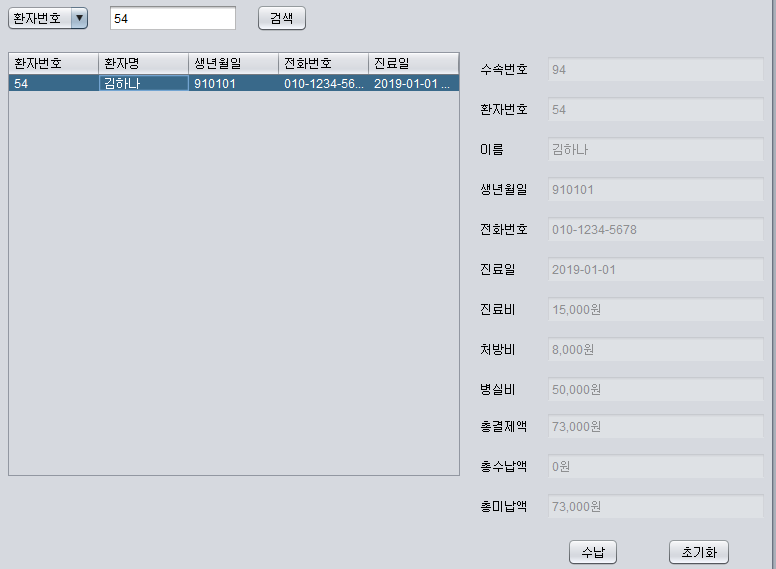 환자번호 54 검색
환자번호 환자명 생년월일 전화번호 진료일
54 김하나 910101 010-1234-56... 2019-01-01 ...
수속번호 94
환자번호 54
이름 김하나
생년월일 910101
전화번호 010-1234-5678
진료일 2019-01-01
진료비 15,000원
처방비 8,000원
병실비 50,000원
총결제액 73,000원
총수납액 0원
총미납액 73,000원
수납 초기화